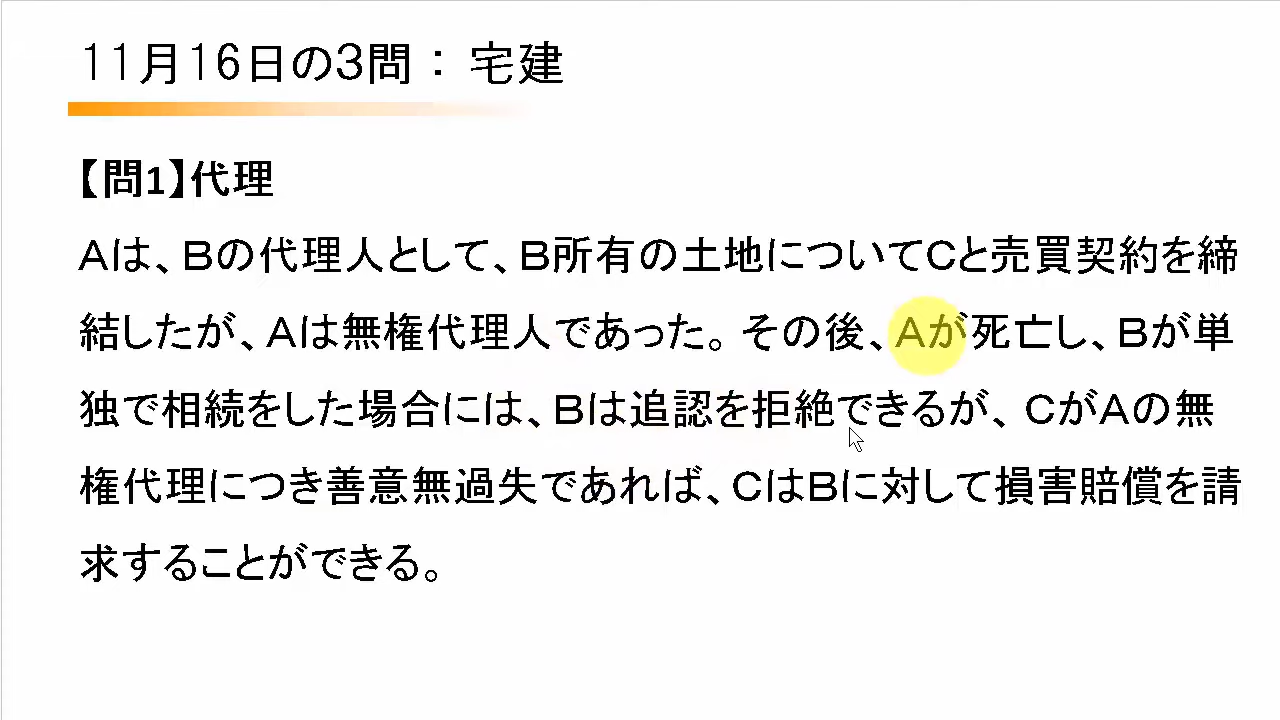 11月16日の3問：宅建
【問1】代理
Aは、Bの代理人として、B所有の土地についてCと売買契約を締
結したが、Aは無権代理人であった。その後、Aが死亡し、Bが単
独で相続をした場合には、Bは追認を拒絶できるが、CがAの無
権代理につき善意無過失であれば、CはBに対して損害賠償を請
求することができる。